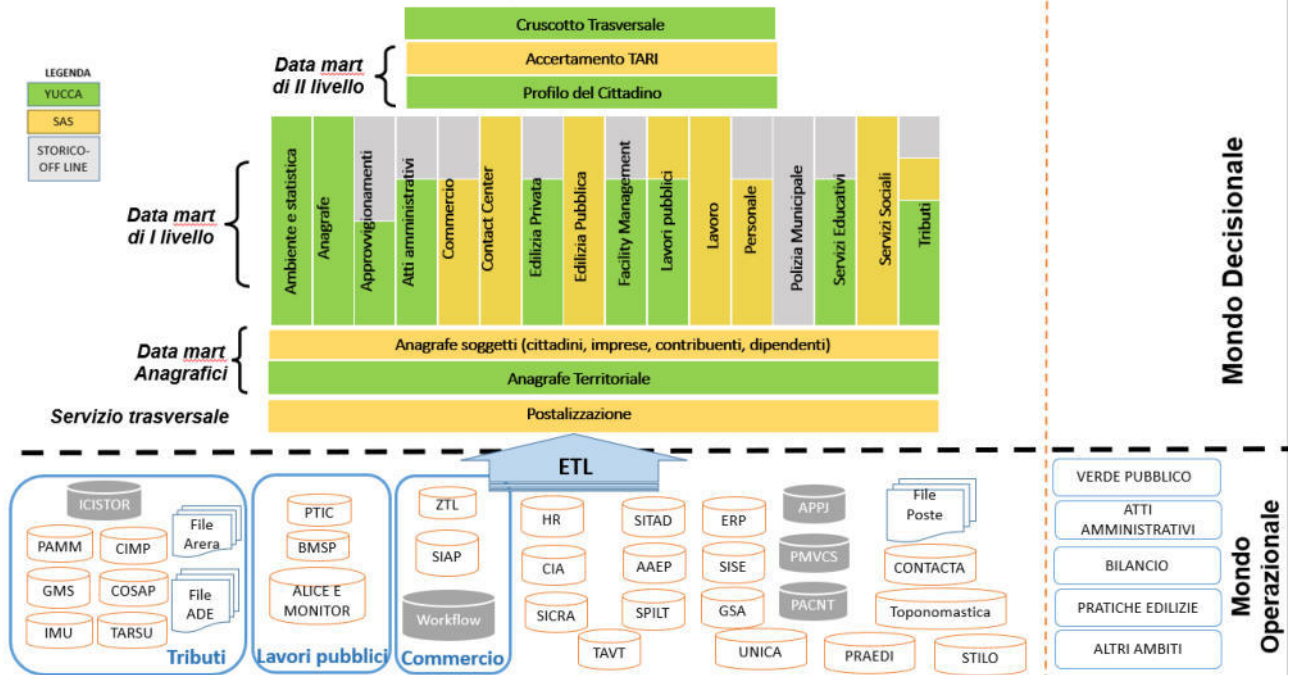 Cruscotto Trasversale
Data mart
di II livello
Accertamento TARI
Profilo del Cittadino
LEGENDA
YUCCA
SAS
STORICO-
OFF LINE
Data mart
di I livello
Ambiente e statistica
Anagrafe
Approvvigionamenti
Atti amministrativi
Commercio
Contact Center
Edilizia Privata
Edilizia Pubblica
Facility Management
Lavori pubblici
Lavoro
Personale
Polizia Municipale
Servizi Educativi
Servizi Sociali
Tributi
Data mart
Anagrafici
Anagrafe soggetti (cittadini, imprese, contribuenti, dipendenti)
Anagrafe Territoriale
Servizio trasversale
Postalizzazione
Mondo Decisionale
ETL
ICISTOR
PAMM
CIMP
File
Arera
GMS
COSAP
File
ADE
IMU
TARSU
Tributi
PTIC
BMSP
ALICE E
MONITOR
Lavori pubblici
ZTL
SIAP
Workflow
Commercio
HR
SITAD
ERP
APPJ
File
Poste
CIA
AAEP
SISE
PMVCS
CONTACTA
SICRA
SPILT
GSA
PACNT
Toponomastica
TAVT
UNICA
PRAEDI
STILO
VERDE PUBBLICO
ATTI
AMMINISTRATIVI
BILANCIO
PRATICHE EDILIZIE
ALTRI AMBITI
Mondo
Operazionale